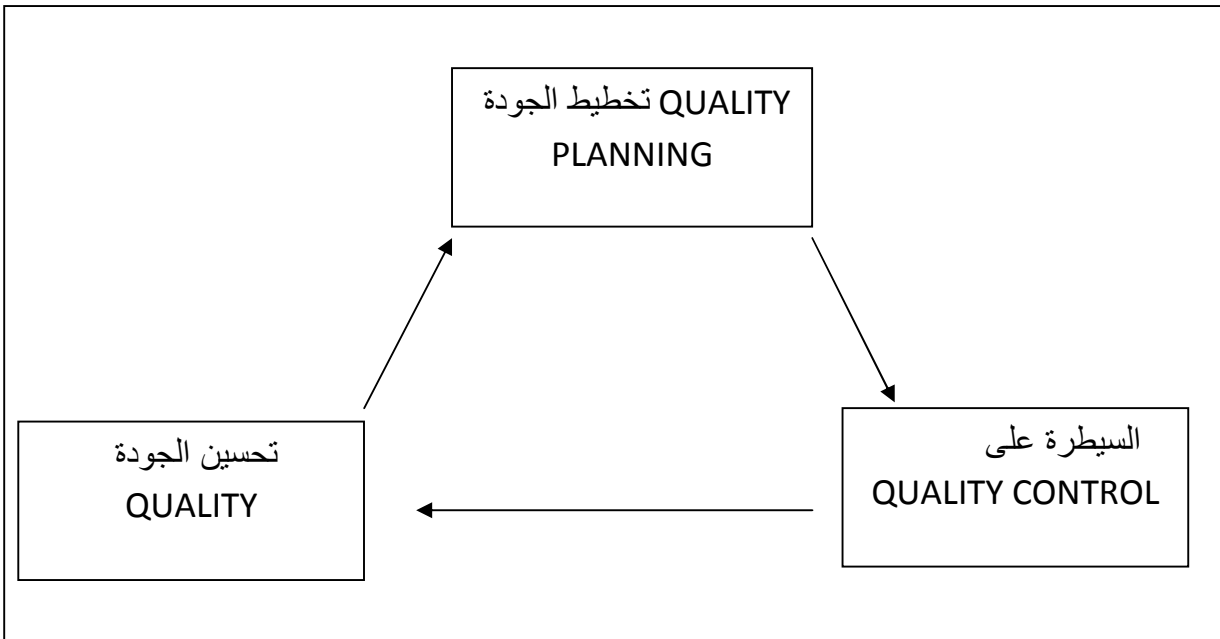 تخطيط الجودة QUALITY
PLANNING
السيطرة على
QUALITY CONTROL
تحسين الجودة
QUALITY